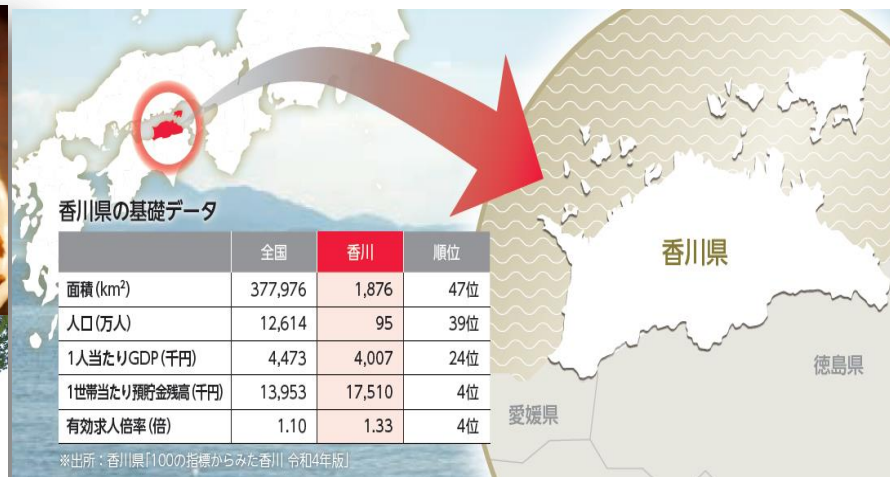 香川県の基礎データ
全国 香川 順位
面積(km²) 377,976 1,876 47位
人口(万人) 12,614 95 39位
1人当たりGDP(千円) 4,473 4,007 24位
1世帯当たり預貯金残高(千円) 13,953 17,510 4位
有効求人倍率(倍) 1.10 1.33 4位
※出所：香川県「100の指標からみた香川 令和4年版」
香川県
徳島県
愛媛県